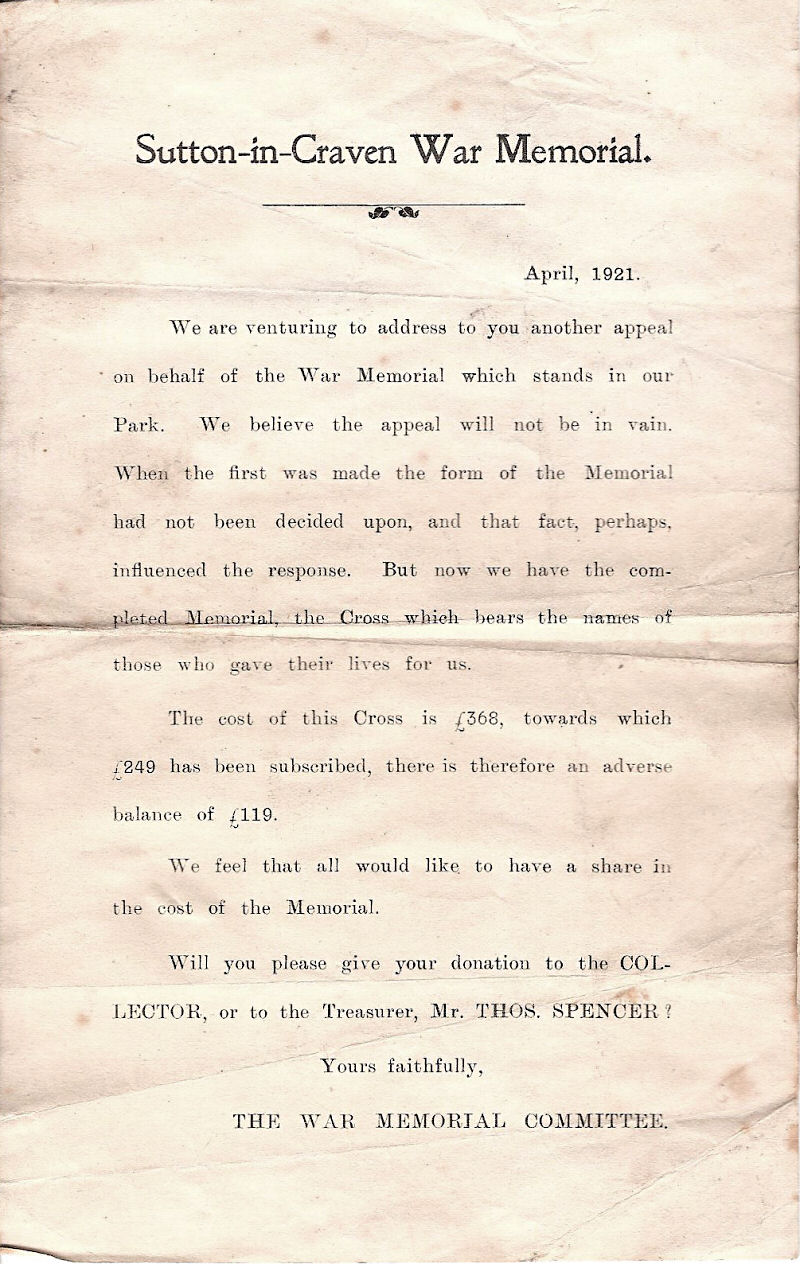 Sutton-in-Craven War Memorial.
April, 1921.
We are venturing to address to you another appeal
on behalf of the War Memorial which stands in our
Park. We believe the appeal will not be in vain.
When the first was made the form of the Memorial
had not been decided upon, and that fact, perhaps,
influenced the response. But now we have the com-
pleted Memorial, the Cross which bears the names of
those who gave their lives for us.
The cost of this Cross is £368, towards which
£249 has been subscribed, there is therefore an adverse
balance of £119.
We feel that all would like to have a share in
the cost of the Memorial.
Will you please give your donation to the COL-
LECTOR, or to the Treasurer, Mr. THOS. SPENCER?
Yours faithfully,
THE WAR MEMORIAL COMMITTEE.